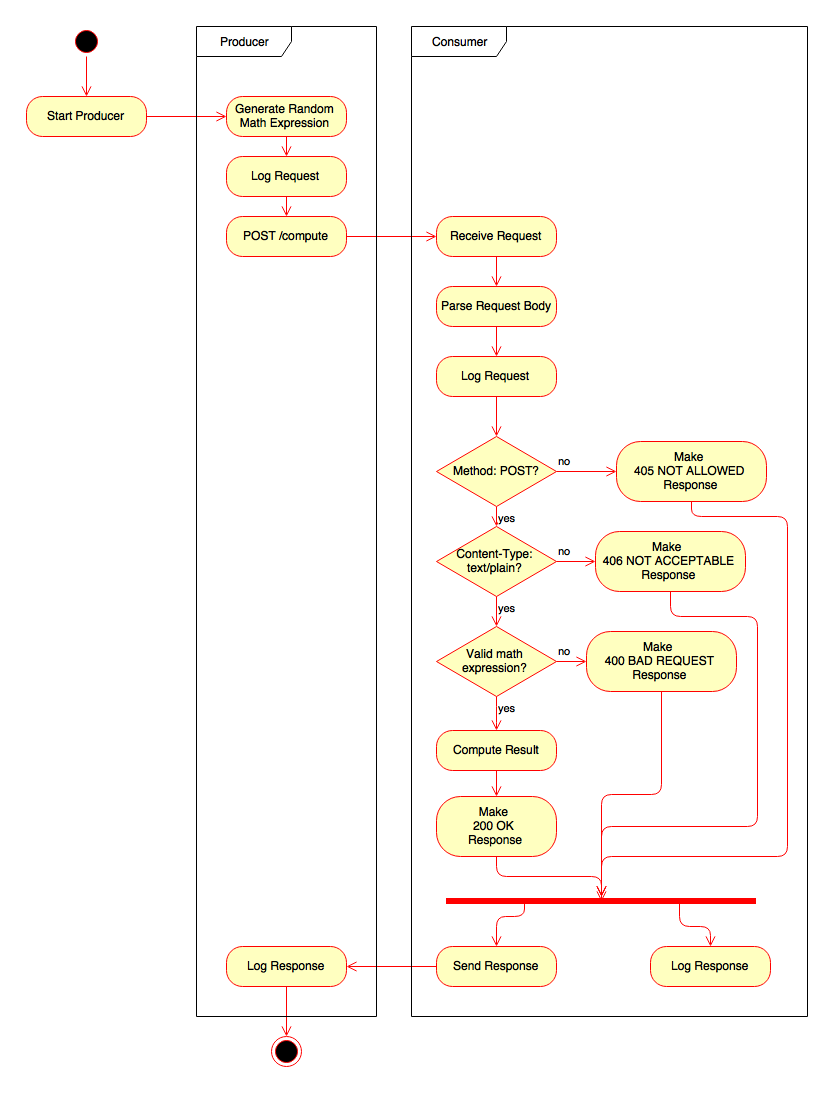 Producer
Consumer
Start Producer
Generate Random
Math Expression
Log Request
POST /compute
Receive Request
Parse Request Body
Log Request
Method: POST?
no
Make
405 NOT ALLOWED
Response
yes
Content-Type:
text/plain?
no
Make
406 NOT ACCEPTABLE
Response
yes
Valid math
expression?
no
Make
400 BAD REQUEST
Response
yes
Compute Result
Make
200 OK
Response
Log Response
Send Response
Log Response